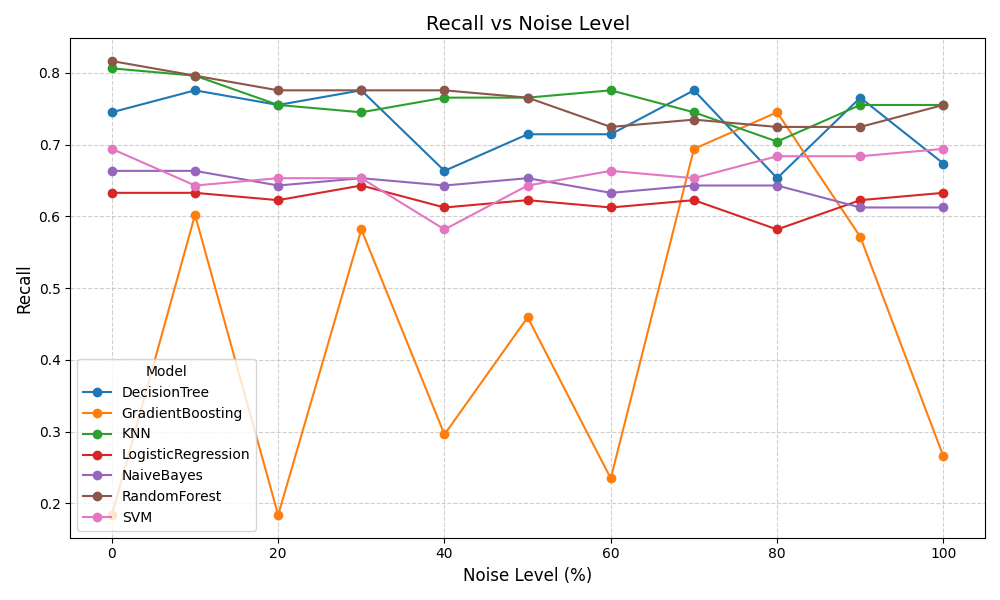 Recall vs Noise Level
Recall
0.8
0.7
0.6
0.5
0.4
0.3
0.2
Model
DecisionTree
GradientBoosting
KNN
LogisticRegression
NaiveBayes
RandomForest
SVM
0 20 40 60 80 100
Noise Level (%)